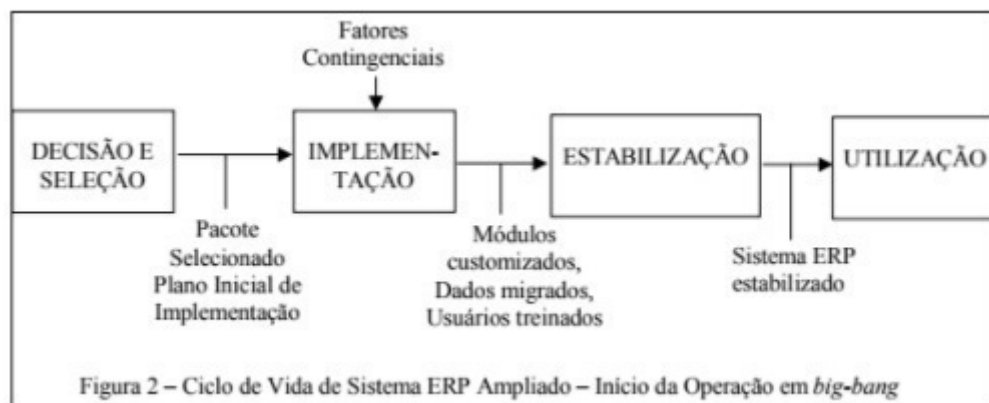 Fatores
Contingenciais
DECISÃO E
SELEÇÃO
IMPLEMEN-
TAÇÃO
ESTABILIZAÇÃO
UTILIZAÇÃO
Pacote
Selecionado
Plano Inicial de
Implementação
Módulos
customizados,
Dados migrados,
Usuários treinados
Sistema ERP
estabilizado
Figura 2 – Ciclo de Vida de Sistema ERP Ampliado – Início da Operação em big-bang